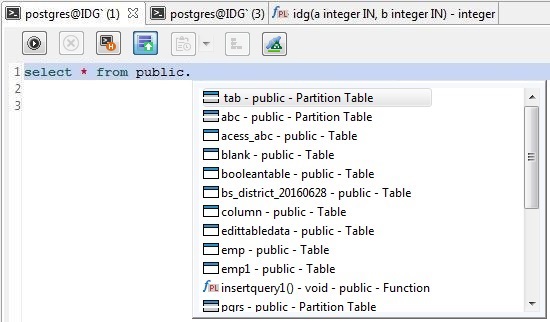 postgres@IDG` (1) postgres@IDG` (3) idg(a integer IN, b integer IN) - integer
1 select * from public.
2
3
tab - public - Partition Table
abc - public - Partition Table
acess_abc - public - Table
blank - public - Table
booleantable - public - Table
bs_district_20160628 - public - Table
column - public - Table
edittabledata - public - Table
emp - public - Table
emp1 - public - Table
insertquery1() - void - public - Function
pqrs - public - Partition Table